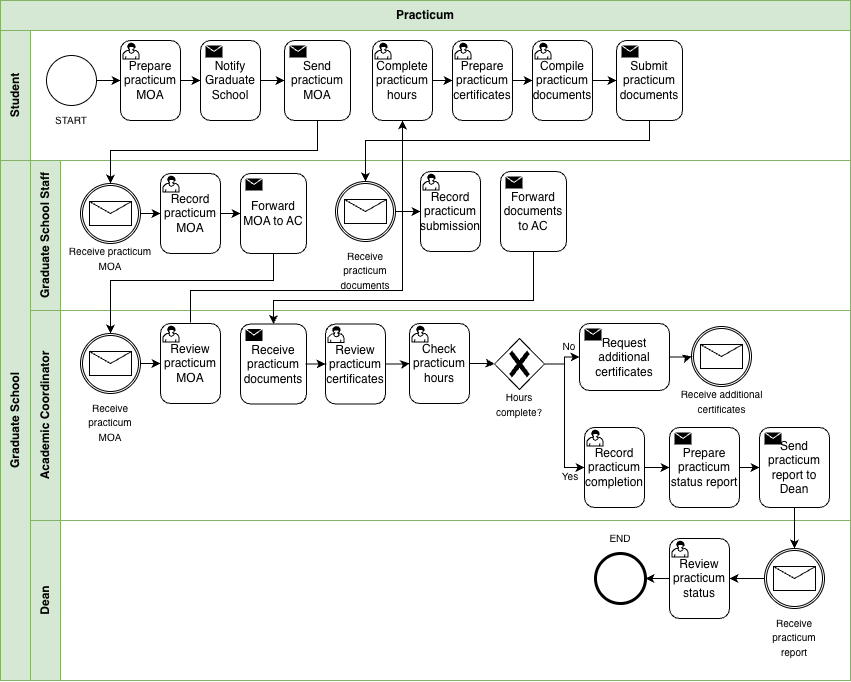 Practicum
Student
START
Prepare
practicum
MOA
Notify
Graduate
School
Send
practicum
MOA
Complete
practicum
hours
Prepare
practicum
certificates
Compile
practicum
documents
Submit
practicum
documents
Graduate School
Graduate School Staff
Receive practicum
MOA
Record
practicum
MOA
Forward
MOA to AC
Receive
practicum
documents
Record
practicum
submission
Forward
documents
to AC
Academic Coordinator
Receive
practicum
MOA
Review
practicum
MOA
Receive
practicum
documents
Review
practicum
certificates
Check
practicum
hours
Hours
complete?
No
Request
additional
certificates
Receive additional
certificates
Yes
Record
practicum
completion
Prepare
practicum
status report
Send
practicum
report to
Dean
Dean
END
Review
practicum
status
Receive
practicum
report